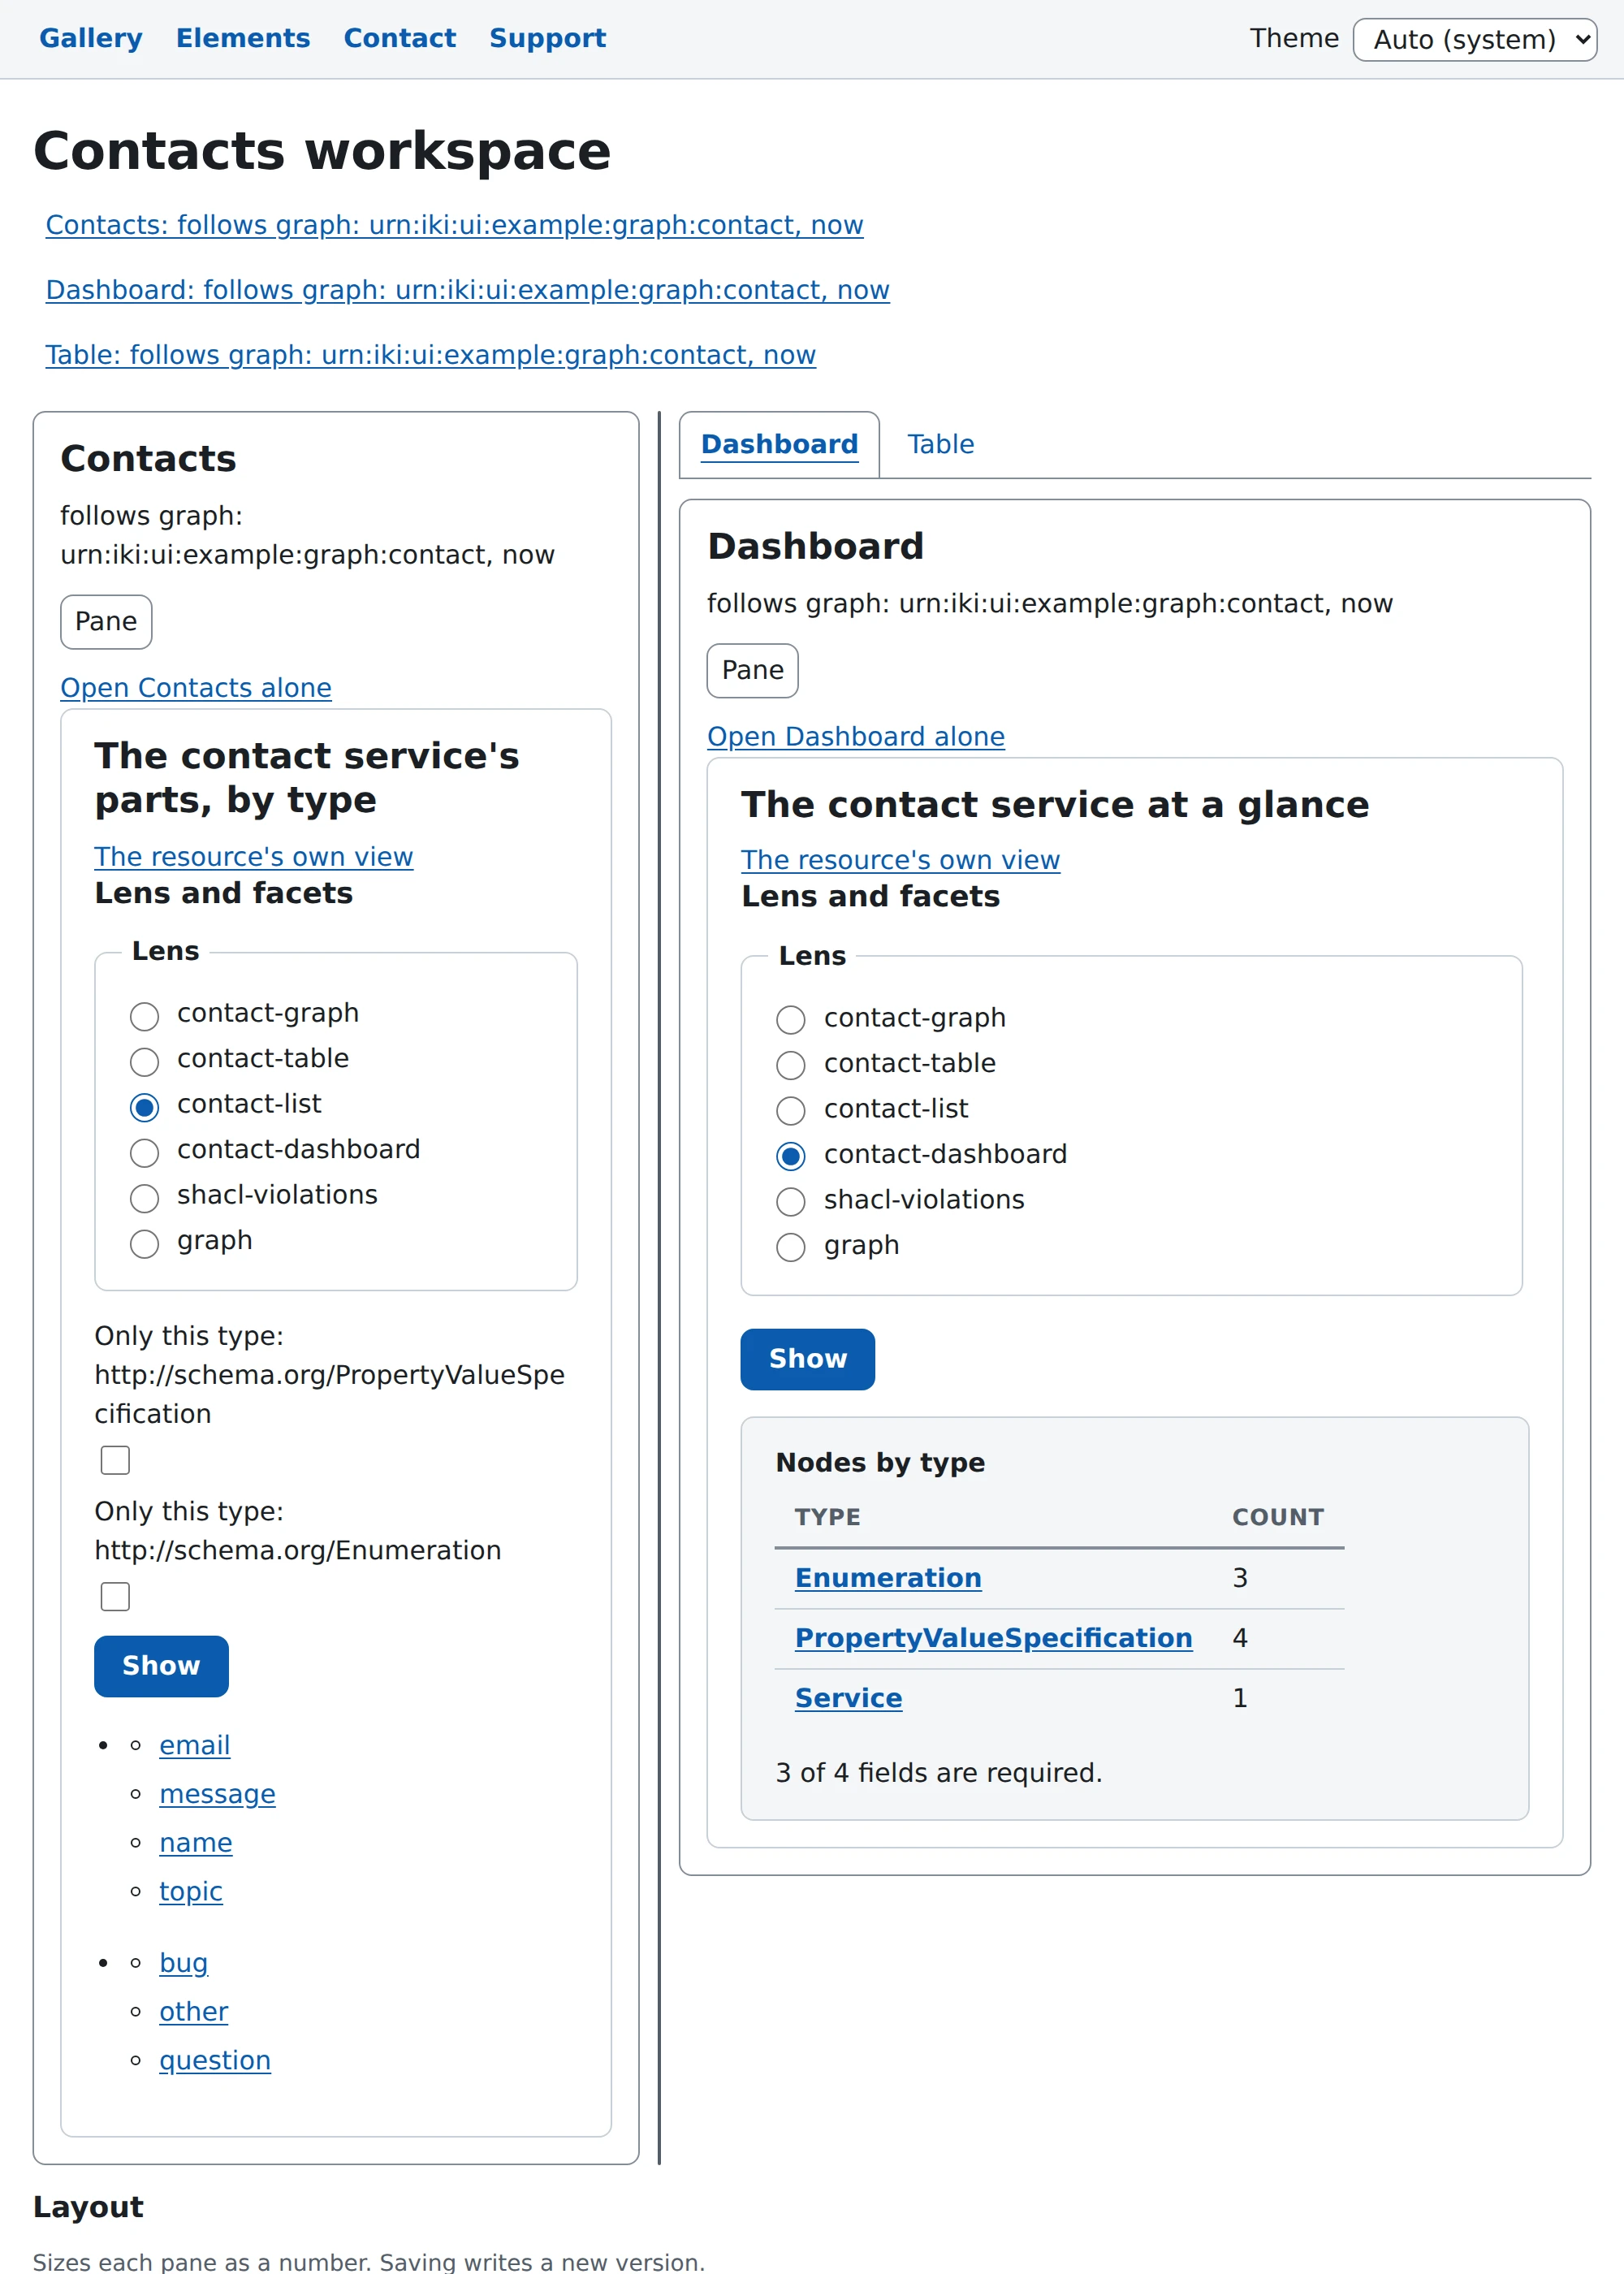 Gallery Elements Contact Support Theme Auto (system)
Contacts workspace
Contacts: follows graph: urn:iki:ui:example:graph:contact, now
Dashboard: follows graph: urn:iki:ui:example:graph:contact, now
Table: follows graph: urn:iki:ui:example:graph:contact, now
Contacts
follows graph:
urn:iki:ui:example:graph:contact, now
Pane
Open Contacts alone
The contact service's
parts, by type
The resource's own view
Lens and facets
Lens
contact-graph
contact-table
contact-list
contact-dashboard
shacl-violations
graph
Only this type:
http://schema.org/PropertyValueSpe
cification
Only this type:
http://schema.org/Enumeration
Show
email
message
name
topic
bug
other
question
Dashboard Table
Dashboard
follows graph: urn:iki:ui:example:graph:contact, now
Pane
Open Dashboard alone
The contact service at a glance
The resource's own view
Lens and facets
Lens
contact-graph
contact-table
contact-list
contact-dashboard
shacl-violations
graph
Show
Nodes by type
TYPE COUNT
Enumeration 3
PropertyValueSpecification 4
Service 1
3 of 4 fields are required.
Layout
Sizes each pane as a number. Saving writes a new version.